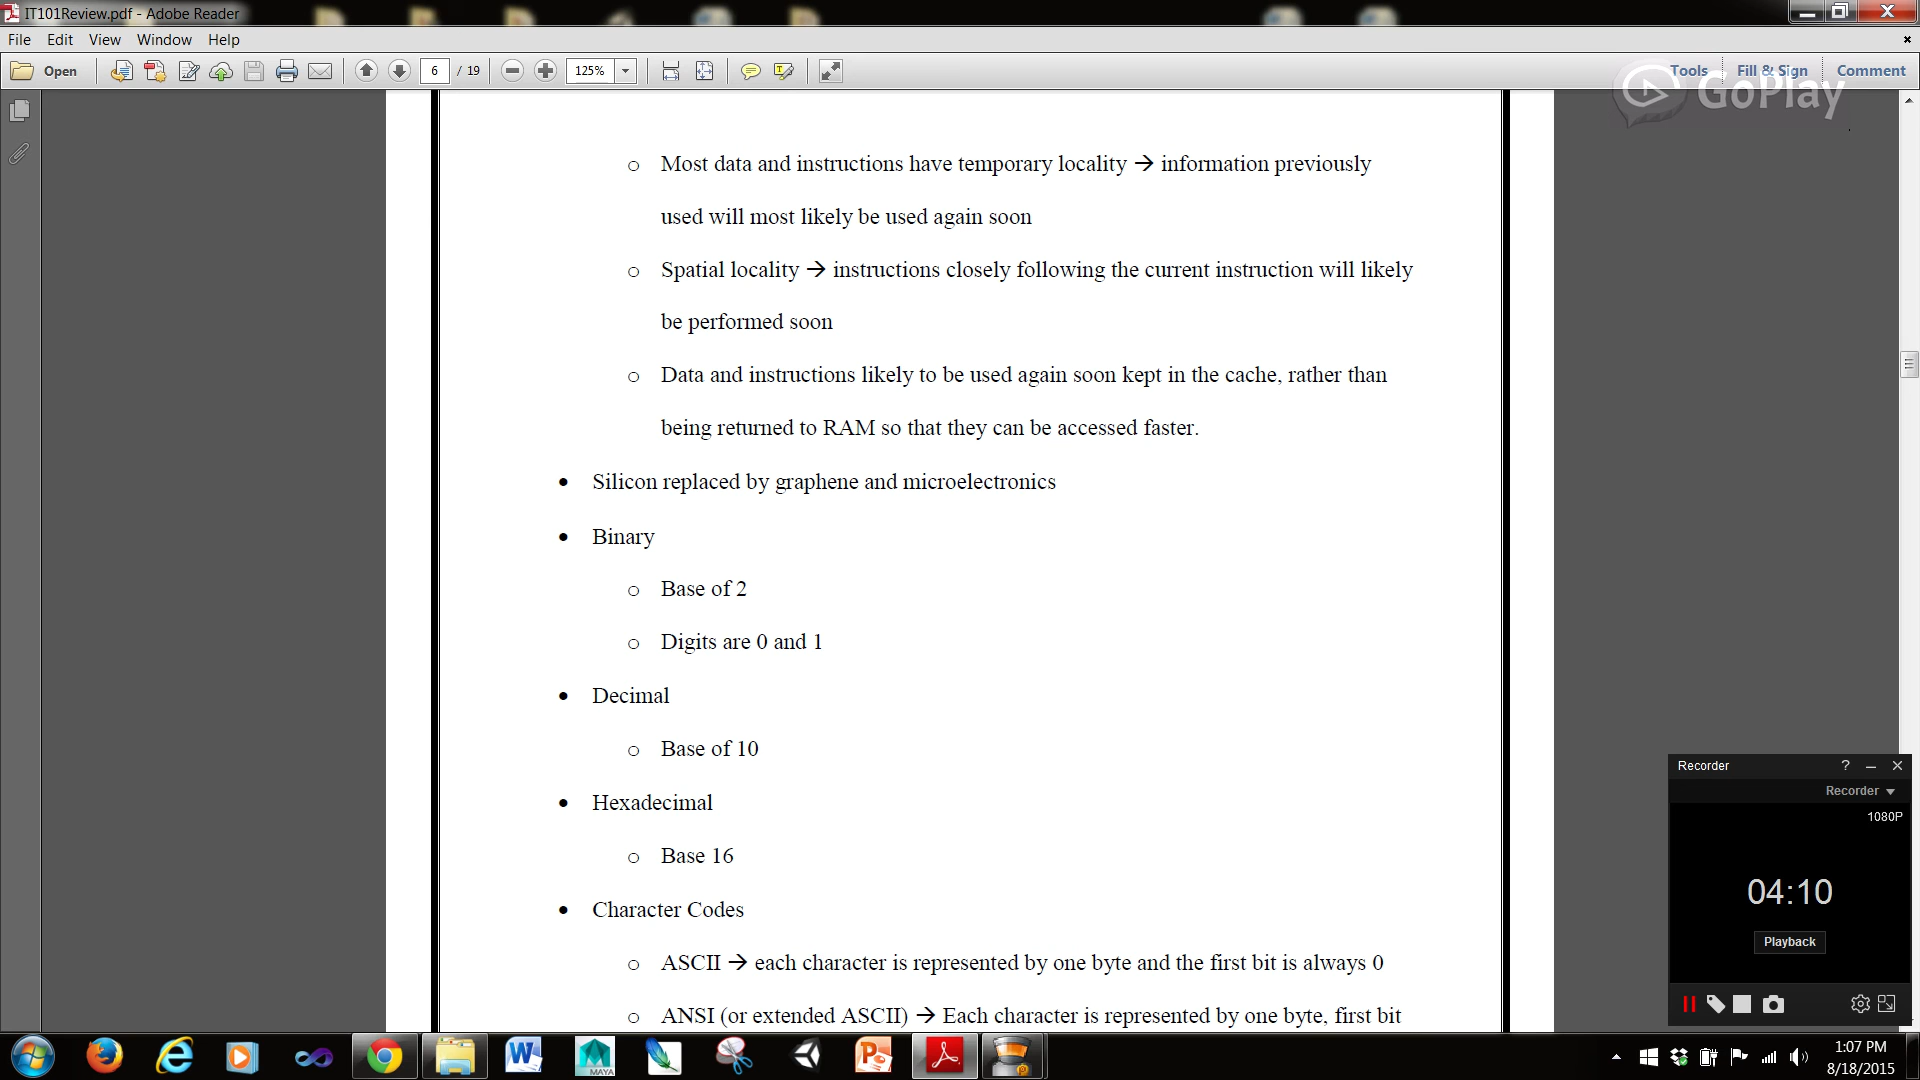 IT101Review.pdf - Adobe Reader
File Edit View Window Help
Open 6 / 19 125% Tools Fill & Sign Comment
GoPlay
o Most data and instructions have temporary locality → information previously
used will most likely be used again soon
o Spatial locality → instructions closely following the current instruction will likely
be performed soon
o Data and instructions likely to be used again soon kept in the cache, rather than
being returned to RAM so that they can be accessed faster.
• Silicon replaced by graphene and microelectronics
• Binary
o Base of 2
o Digits are 0 and 1
• Decimal
o Base of 10
• Hexadecimal
o Base 16
• Character Codes
o ASCII → each character is represented by one byte and the first bit is always 0
o ANSI (or extended ASCII) → Each character is represented by one byte, first bit
Recorder ?
Recorder
1080P
04:10
Playback
MAYA
1:07 PM
8/18/2015